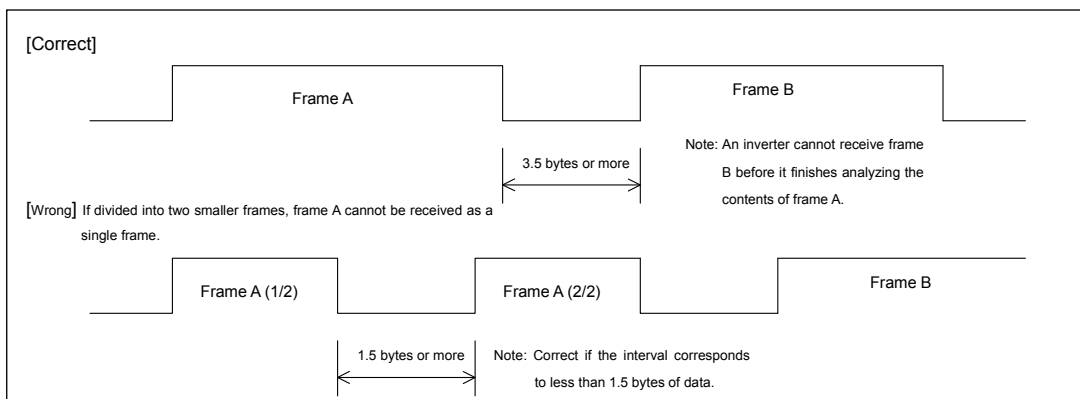 [Correct]
Frame A
Frame B
3.5 bytes or more
Note: An inverter cannot receive frame
B before it finishes analyzing the
contents of frame A.
[Wrong] If divided into two smaller frames, frame A cannot be received as a
single frame.
Frame A (1/2)
Frame A (2/2)
Frame B
1.5 bytes or more
Note: Correct if the interval corresponds
to less than 1.5 bytes of data.